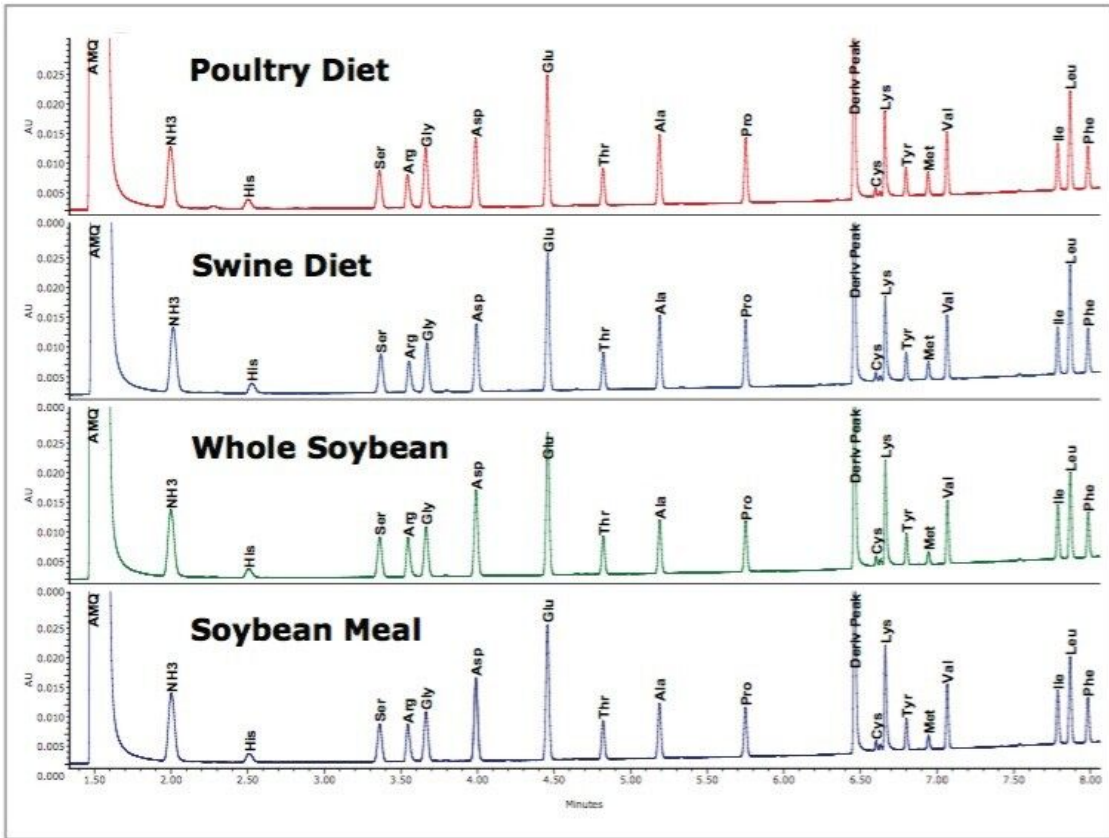 Poultry Diet
AMQ NH3 His Ser Arg Gly Asp Glu Thr Ala Pro Deriv Peak Cys Lys Tyr Met Val Ile Leu Phe
AU
0.025
0.020
0.015
0.010
0.005
0.000
Swine Diet
AMQ NH3 His Ser Arg Gly Asp Glu Thr Ala Pro Deriv Peak Cys Lys Tyr Met Val Ile Leu Phe
AU
0.025
0.020
0.015
0.010
0.005
0.000
Whole Soybean
AMQ NH3 His Ser Arg Gly Asp Glu Thr Ala Pro Deriv Peak Cys Lys Tyr Met Val Ile Leu Phe
AU
0.025
0.020
0.015
0.010
0.005
0.000
Soybean Meal
AMQ NH3 His Ser Arg Gly Asp Glu Thr Ala Pro Deriv Peak Cys Lys Tyr Met Val Ile Leu Phe
AU
0.025
0.020
0.015
0.010
0.005
0.000
1.50 2.00 2.50 3.00 3.50 4.00 4.50 5.00 5.50 6.00 6.50 7.00 7.50 8.00
Minutes